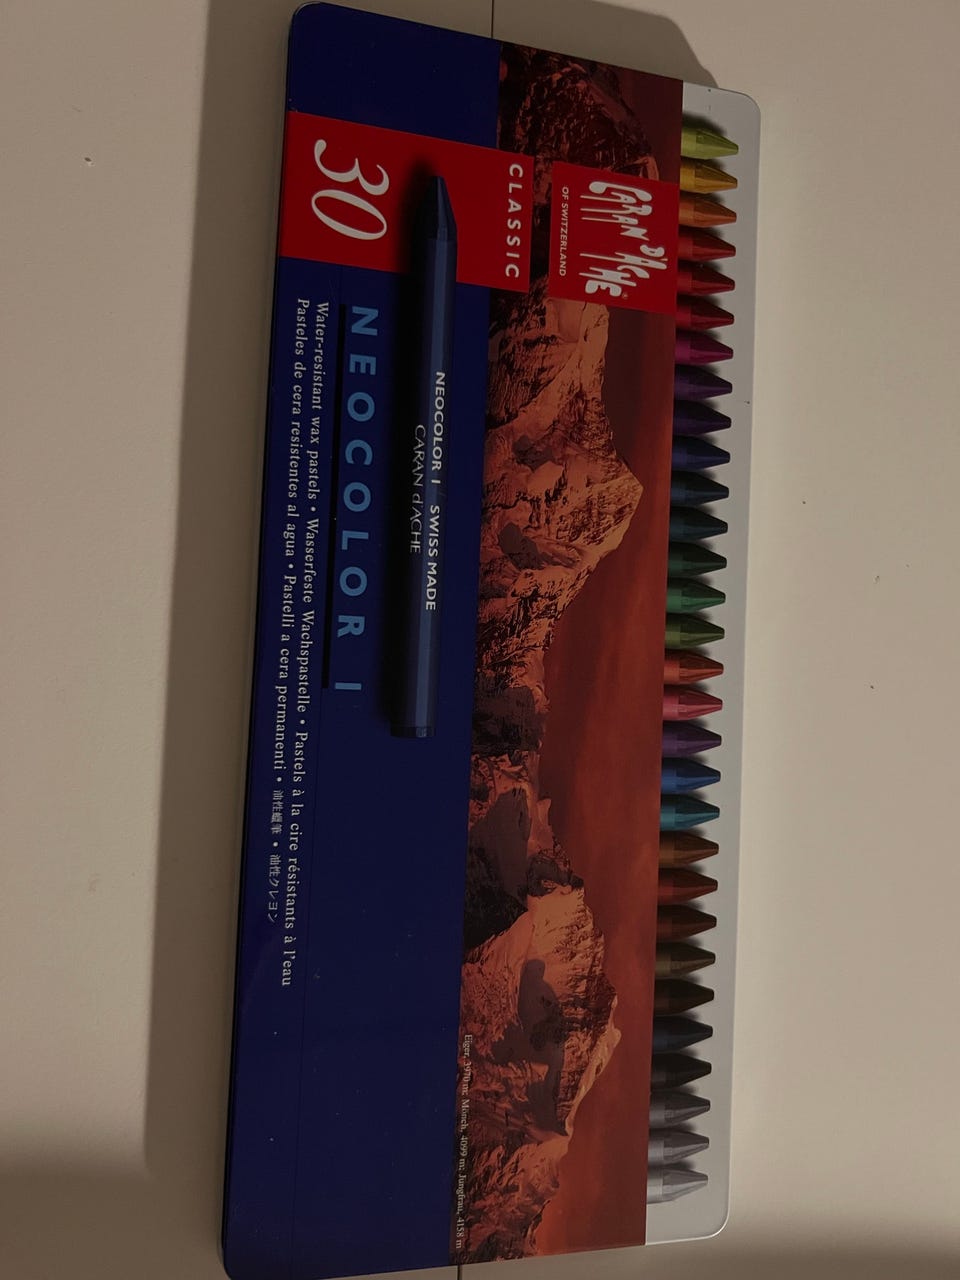 CARAN D'ACHE®
OF SWITZERLAND
CLASSIC
30
NEOCOLOR I SWISS MADE
CARAN d'ACHE
NEOCOLOR I
Water-resistant wax pastels • Wasserfeste Wachspastelle • Pastels à la cire résistants à l'eau
Pasteles de cera resistentes al agua • Pastelli a cera permanenti • 油性蠟筆 • 油性クレヨン
Eiger, 3970 m; Mönch, 4099 m; Jungfrau, 4158 m